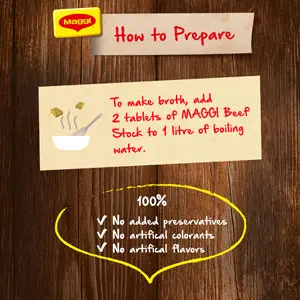 Maggi
How to Prepare
To make broth, add
2 tablets of MAGGI Beef
Stock to 1 litre of boiling
water.
100%
✓ No added preservatives
✓ No artifical colorants
✓ No artifical flavors